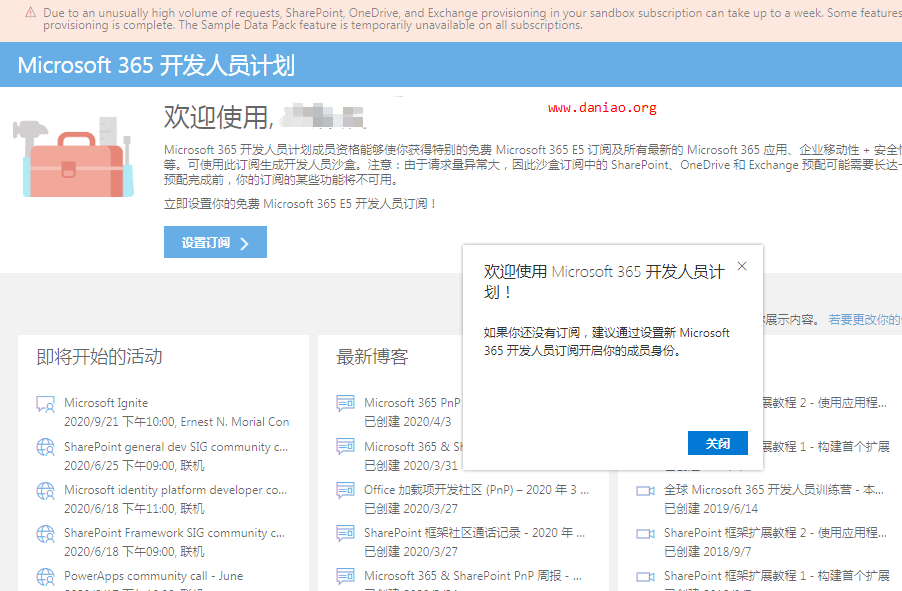 Due to an unusually high volume of requests, SharePoint, OneDrive, and Exchange provisioning in your sandbox subscription can take up to a week. Some features
provisioning is complete. The Sample Data Pack feature is temporarily unavailable on all subscriptions.
Microsoft 365 开发人员计划
欢迎使用,
www.daniao.org
Microsoft 365 开发人员计划成员资格能够使你获得特别的免费 Microsoft 365 E5 订阅及所有最新的 Microsoft 365 应用、企业移动性 + 安全
等。可使用此订阅生成开发人员沙盒。注意：由于请求量异常大，因此沙盒订阅中的 SharePoint、OneDrive 和 Exchange 预配可能需要长达一
预配完成前，你的订阅的某些功能将不可用。
立即设置你的免费 Microsoft 365 E5 开发人员订阅！
设置订阅
欢迎使用 Microsoft 365 开发人员计
划！
如果你还没有订阅，建议通过设置新 Microsoft
365 开发人员订阅开启你的成员身份。
关闭
展示内容。 若要更改你的
即将开始的活动
Microsoft Ignite
2020/9/21 下午10:00, Ernest N. Morial Con
SharePoint general dev SIG community c...
2020/6/25 下午09:00, 联机
Microsoft identity platform developer co...
2020/6/18 下午11:00, 联机
SharePoint Framework SIG community c...
2020/6/18 下午09:00, 联机
PowerApps community call - June
最新博客
Microsoft 365 PnP
已创建 2020/4/3
Microsoft 365 & Sh
已创建 2020/3/31
Office 加载项开发社区 (PnP) – 2020 年 3 ...
已创建 2020/3/27
SharePoint 框架社区通话记录 - 2020 年 ...
已创建 2020/3/27
Microsoft 365 & SharePoint PnP 周报 - ...
展教程 2 - 使用应用程...
展教程 1 - 构建首个扩展
全球 Microsoft 365 开发人员训练营 - 本...
已创建 2019/6/14
SharePoint 框架扩展教程 2 - 使用应用程...
已创建 2018/9/7
SharePoint 框架扩展教程 1 - 构建首个扩展